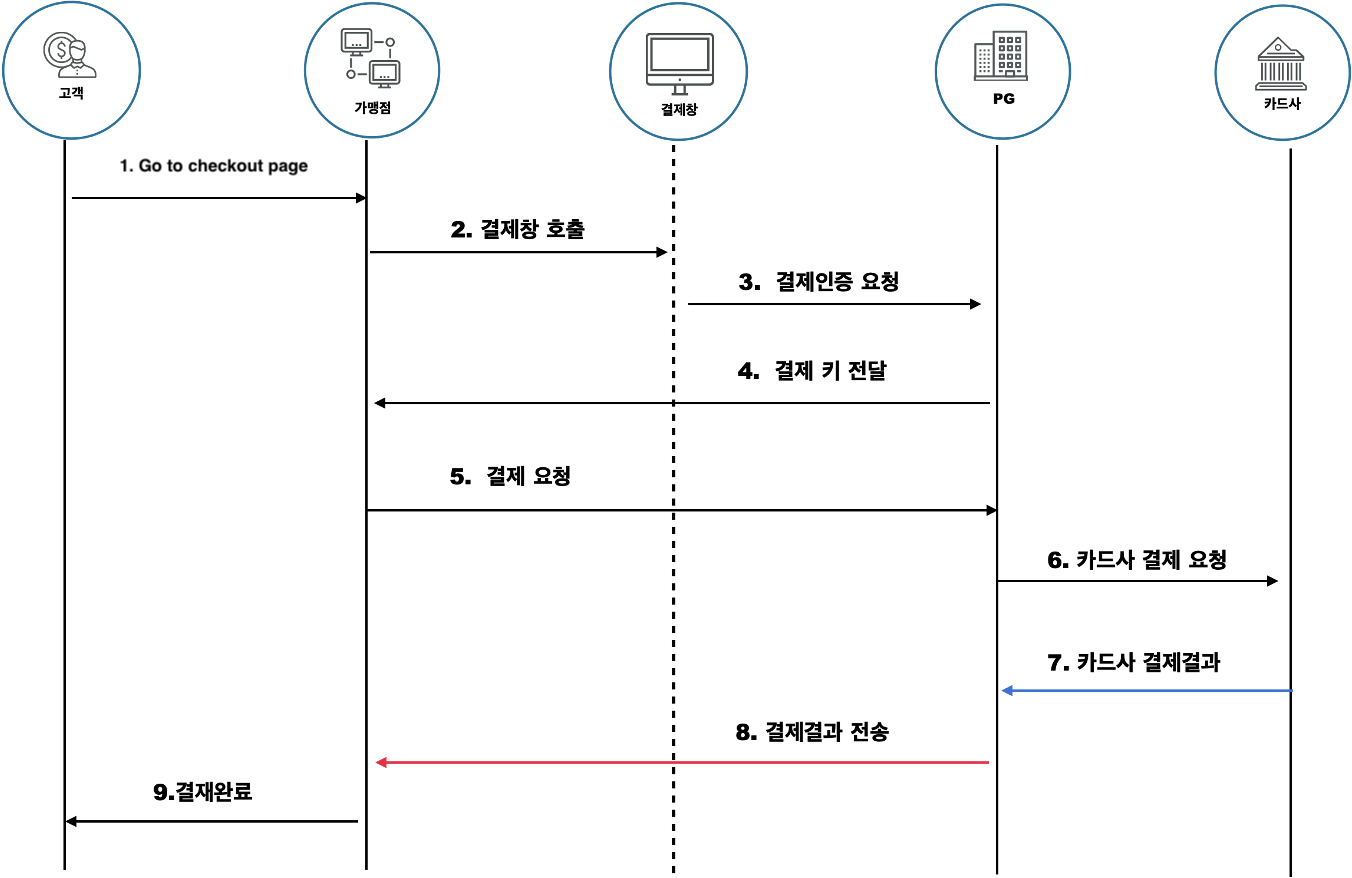 고객
가맹점
결제창
PG
카드사
1. Go to checkout page
2. 결제창 호출
3. 결제인증 요청
4. 결제 키 전달
5. 결제 요청
6. 카드사 결제 요청
7. 카드사 결제결과
8. 결제결과 전송
9.결재완료